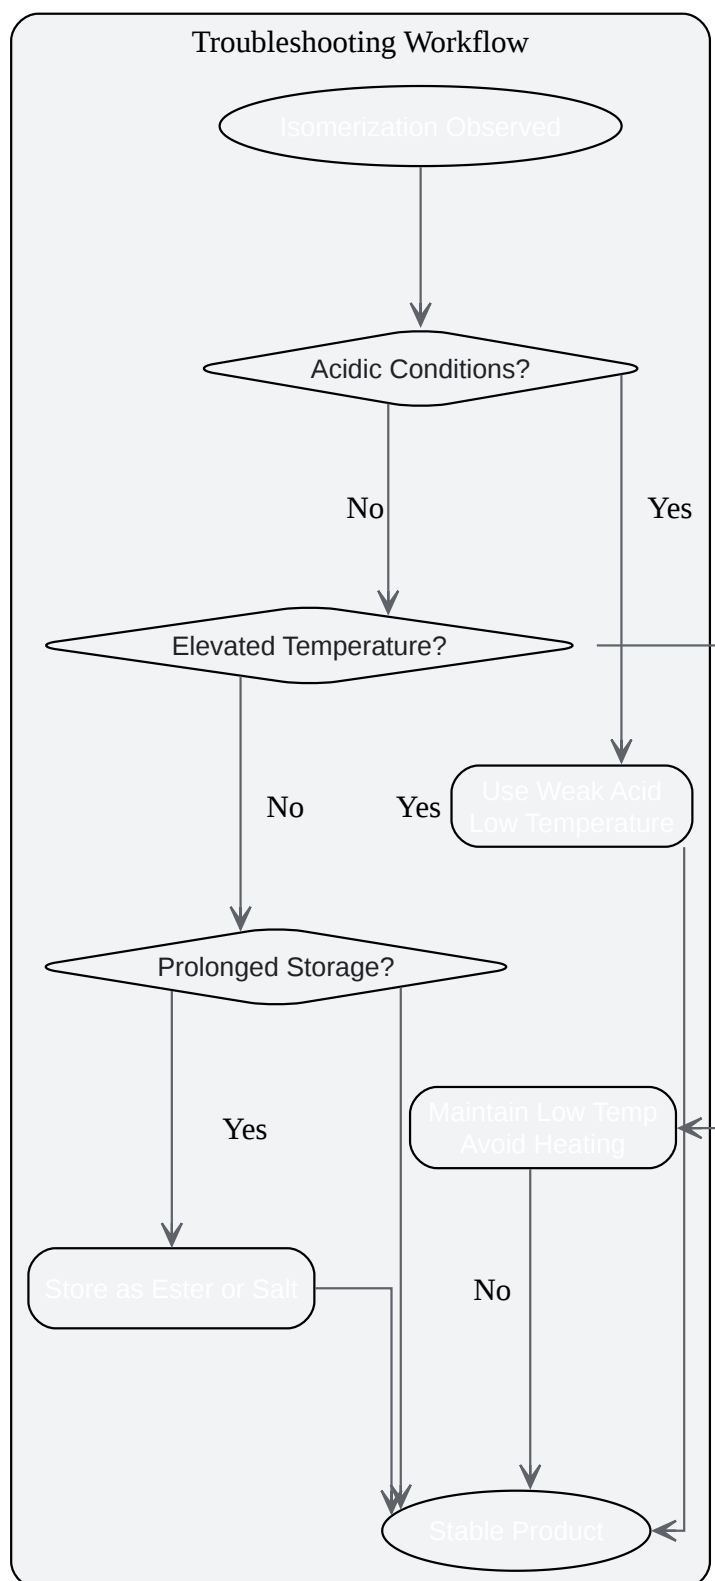 Troubleshooting Workflow
Isomerization Observed
Acidic Conditions?
No
Yes
Elevated Temperature?
No
Yes
Use Weak Acid
Low Temperature
Prolonged Storage?
Yes
Maintain Low Temp
Avoid Heating
Store as Ester or Salt
No
Stable Product